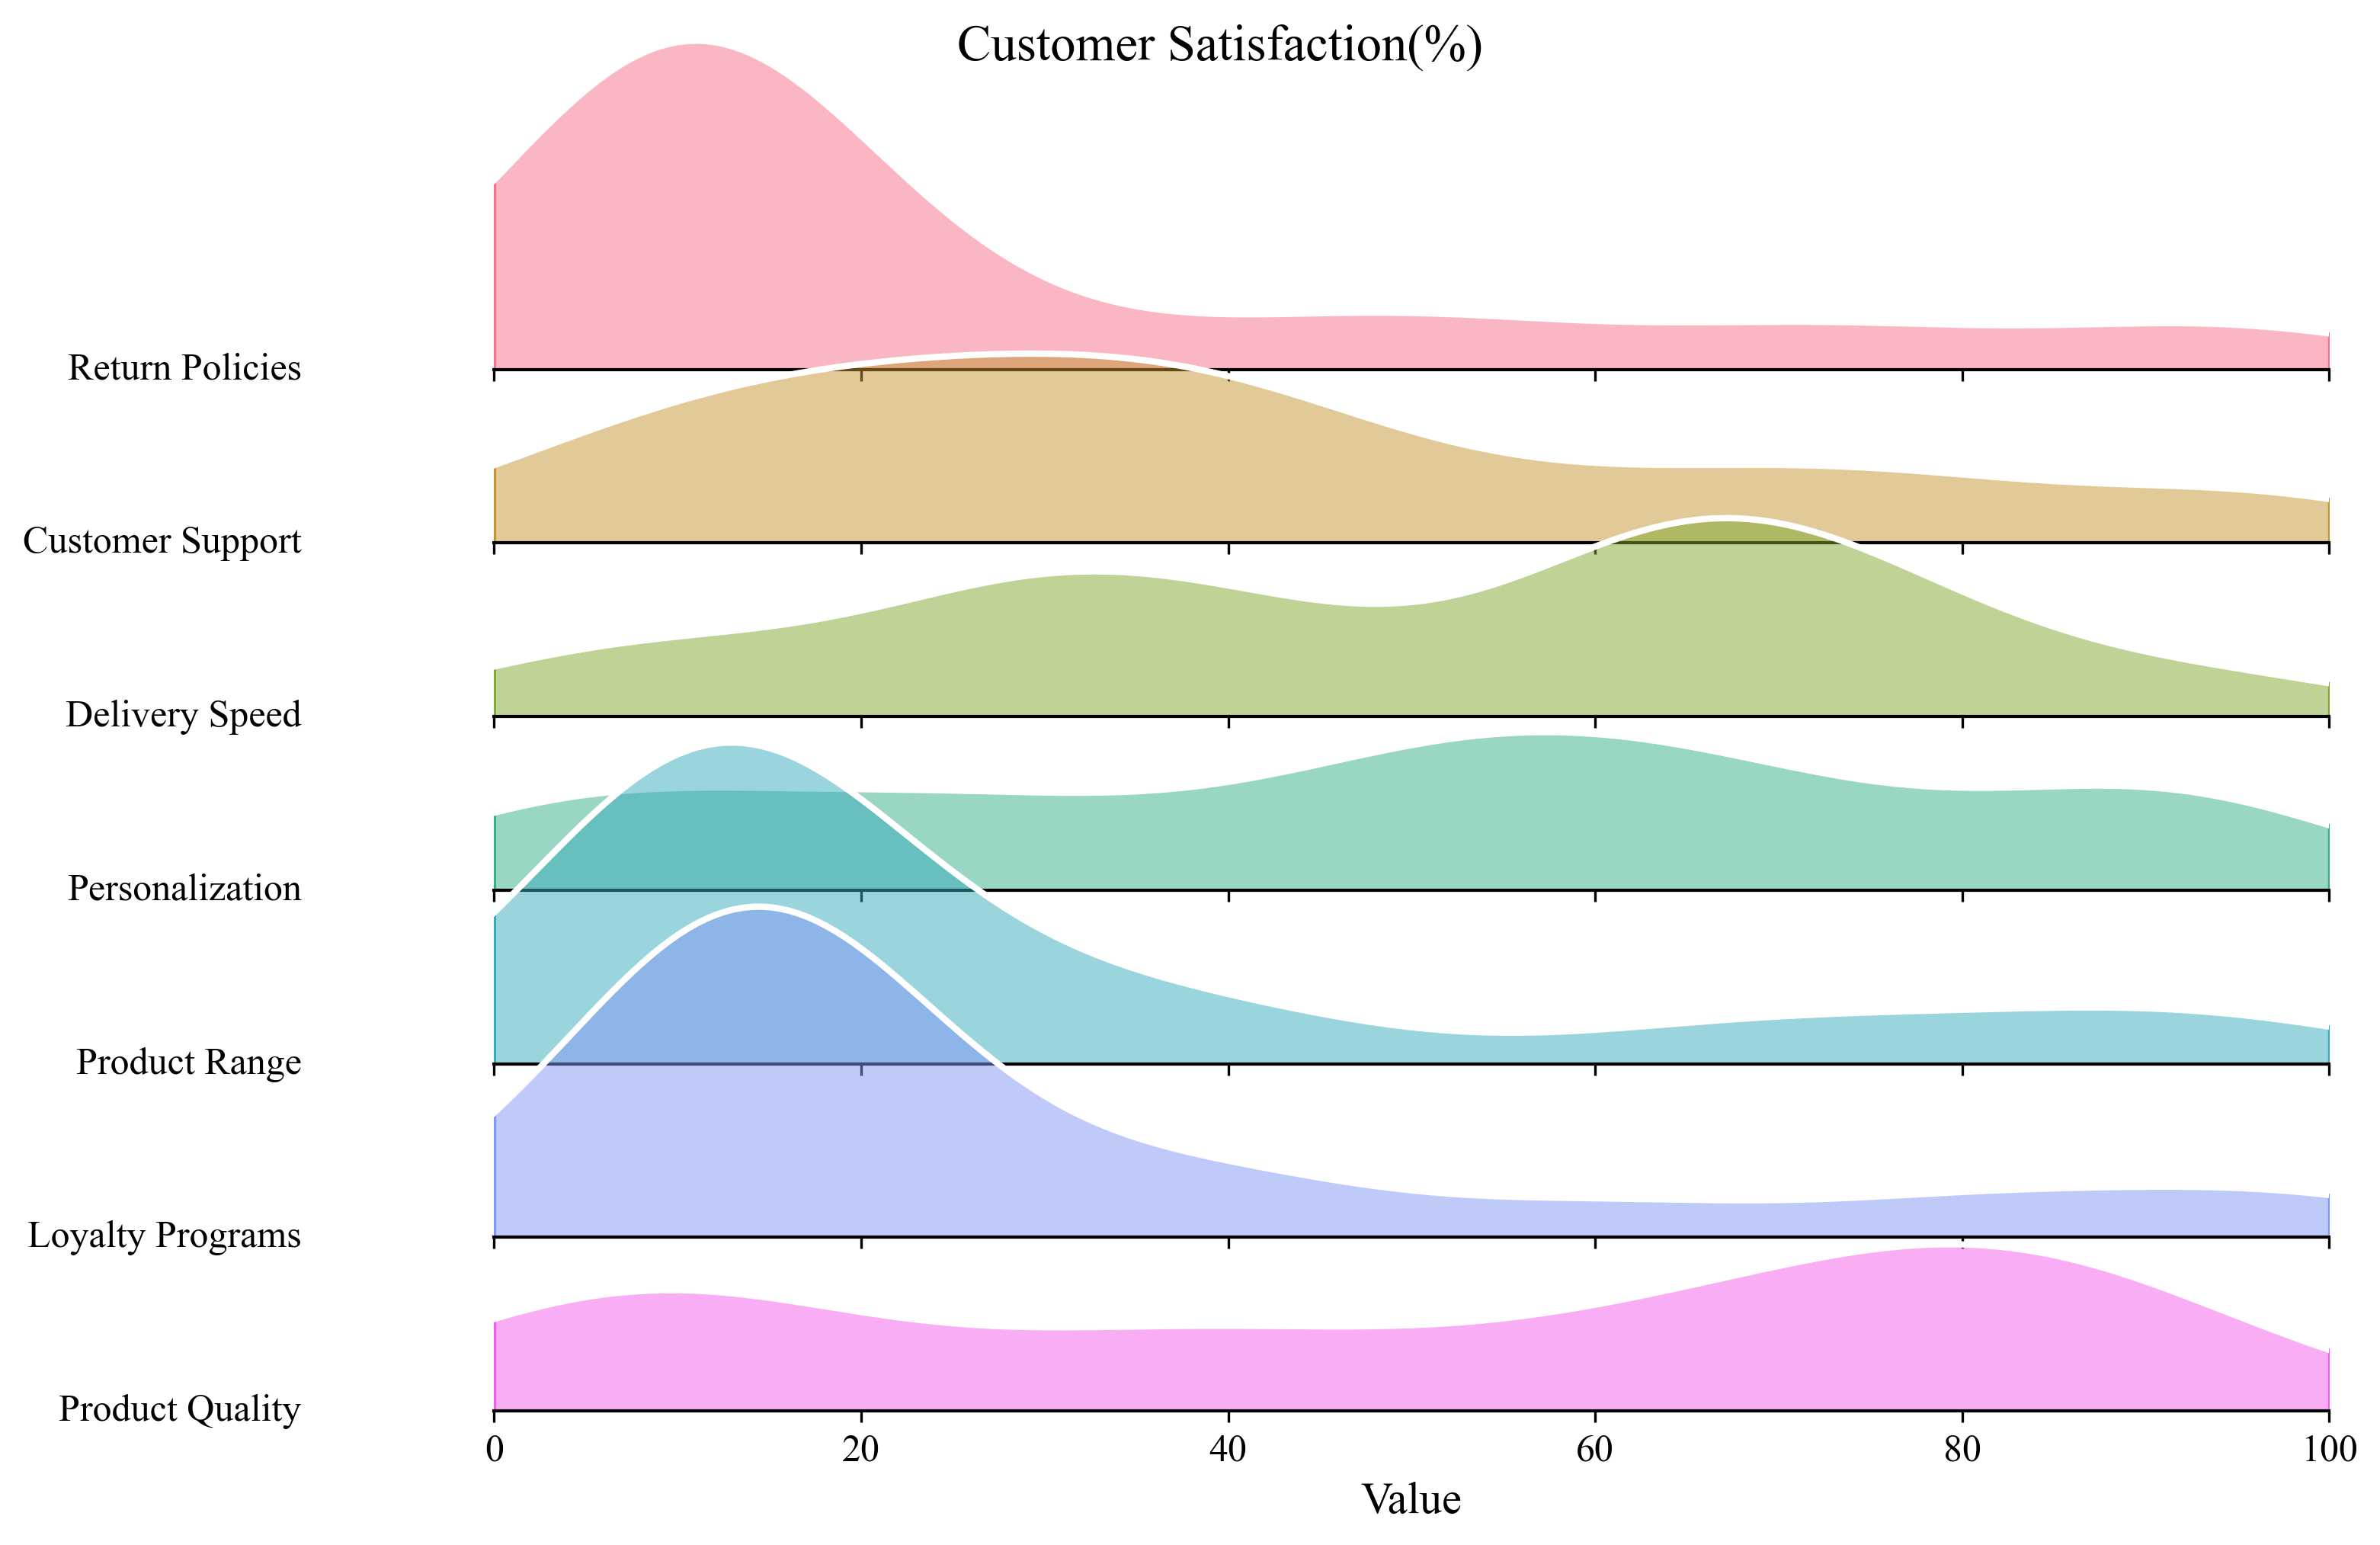 Customer Satisfaction(%)
Return Policies
Customer Support
Delivery Speed
Personalization
Product Range
Loyalty Programs
Product Quality
0 20 40 60 80 100
Value